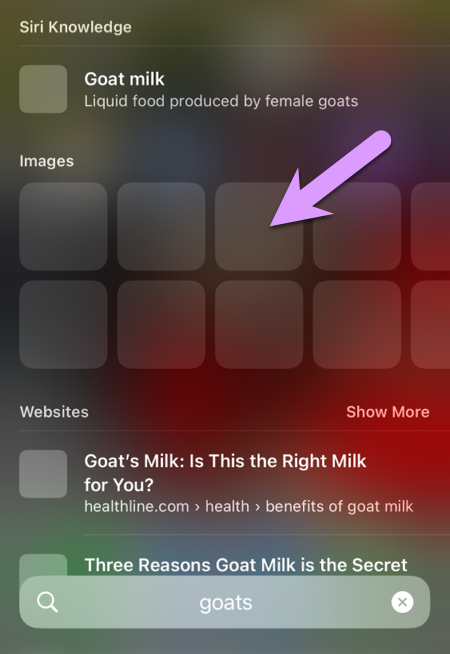 Siri Knowledge
Goat milk
Liquid food produced by female goats
Images
Websites
Show More
Goat’s Milk: Is This the Right Milk
for You?
healthline.com › health › benefits of goat milk
Three Reasons Goat Milk is the Secret
goats